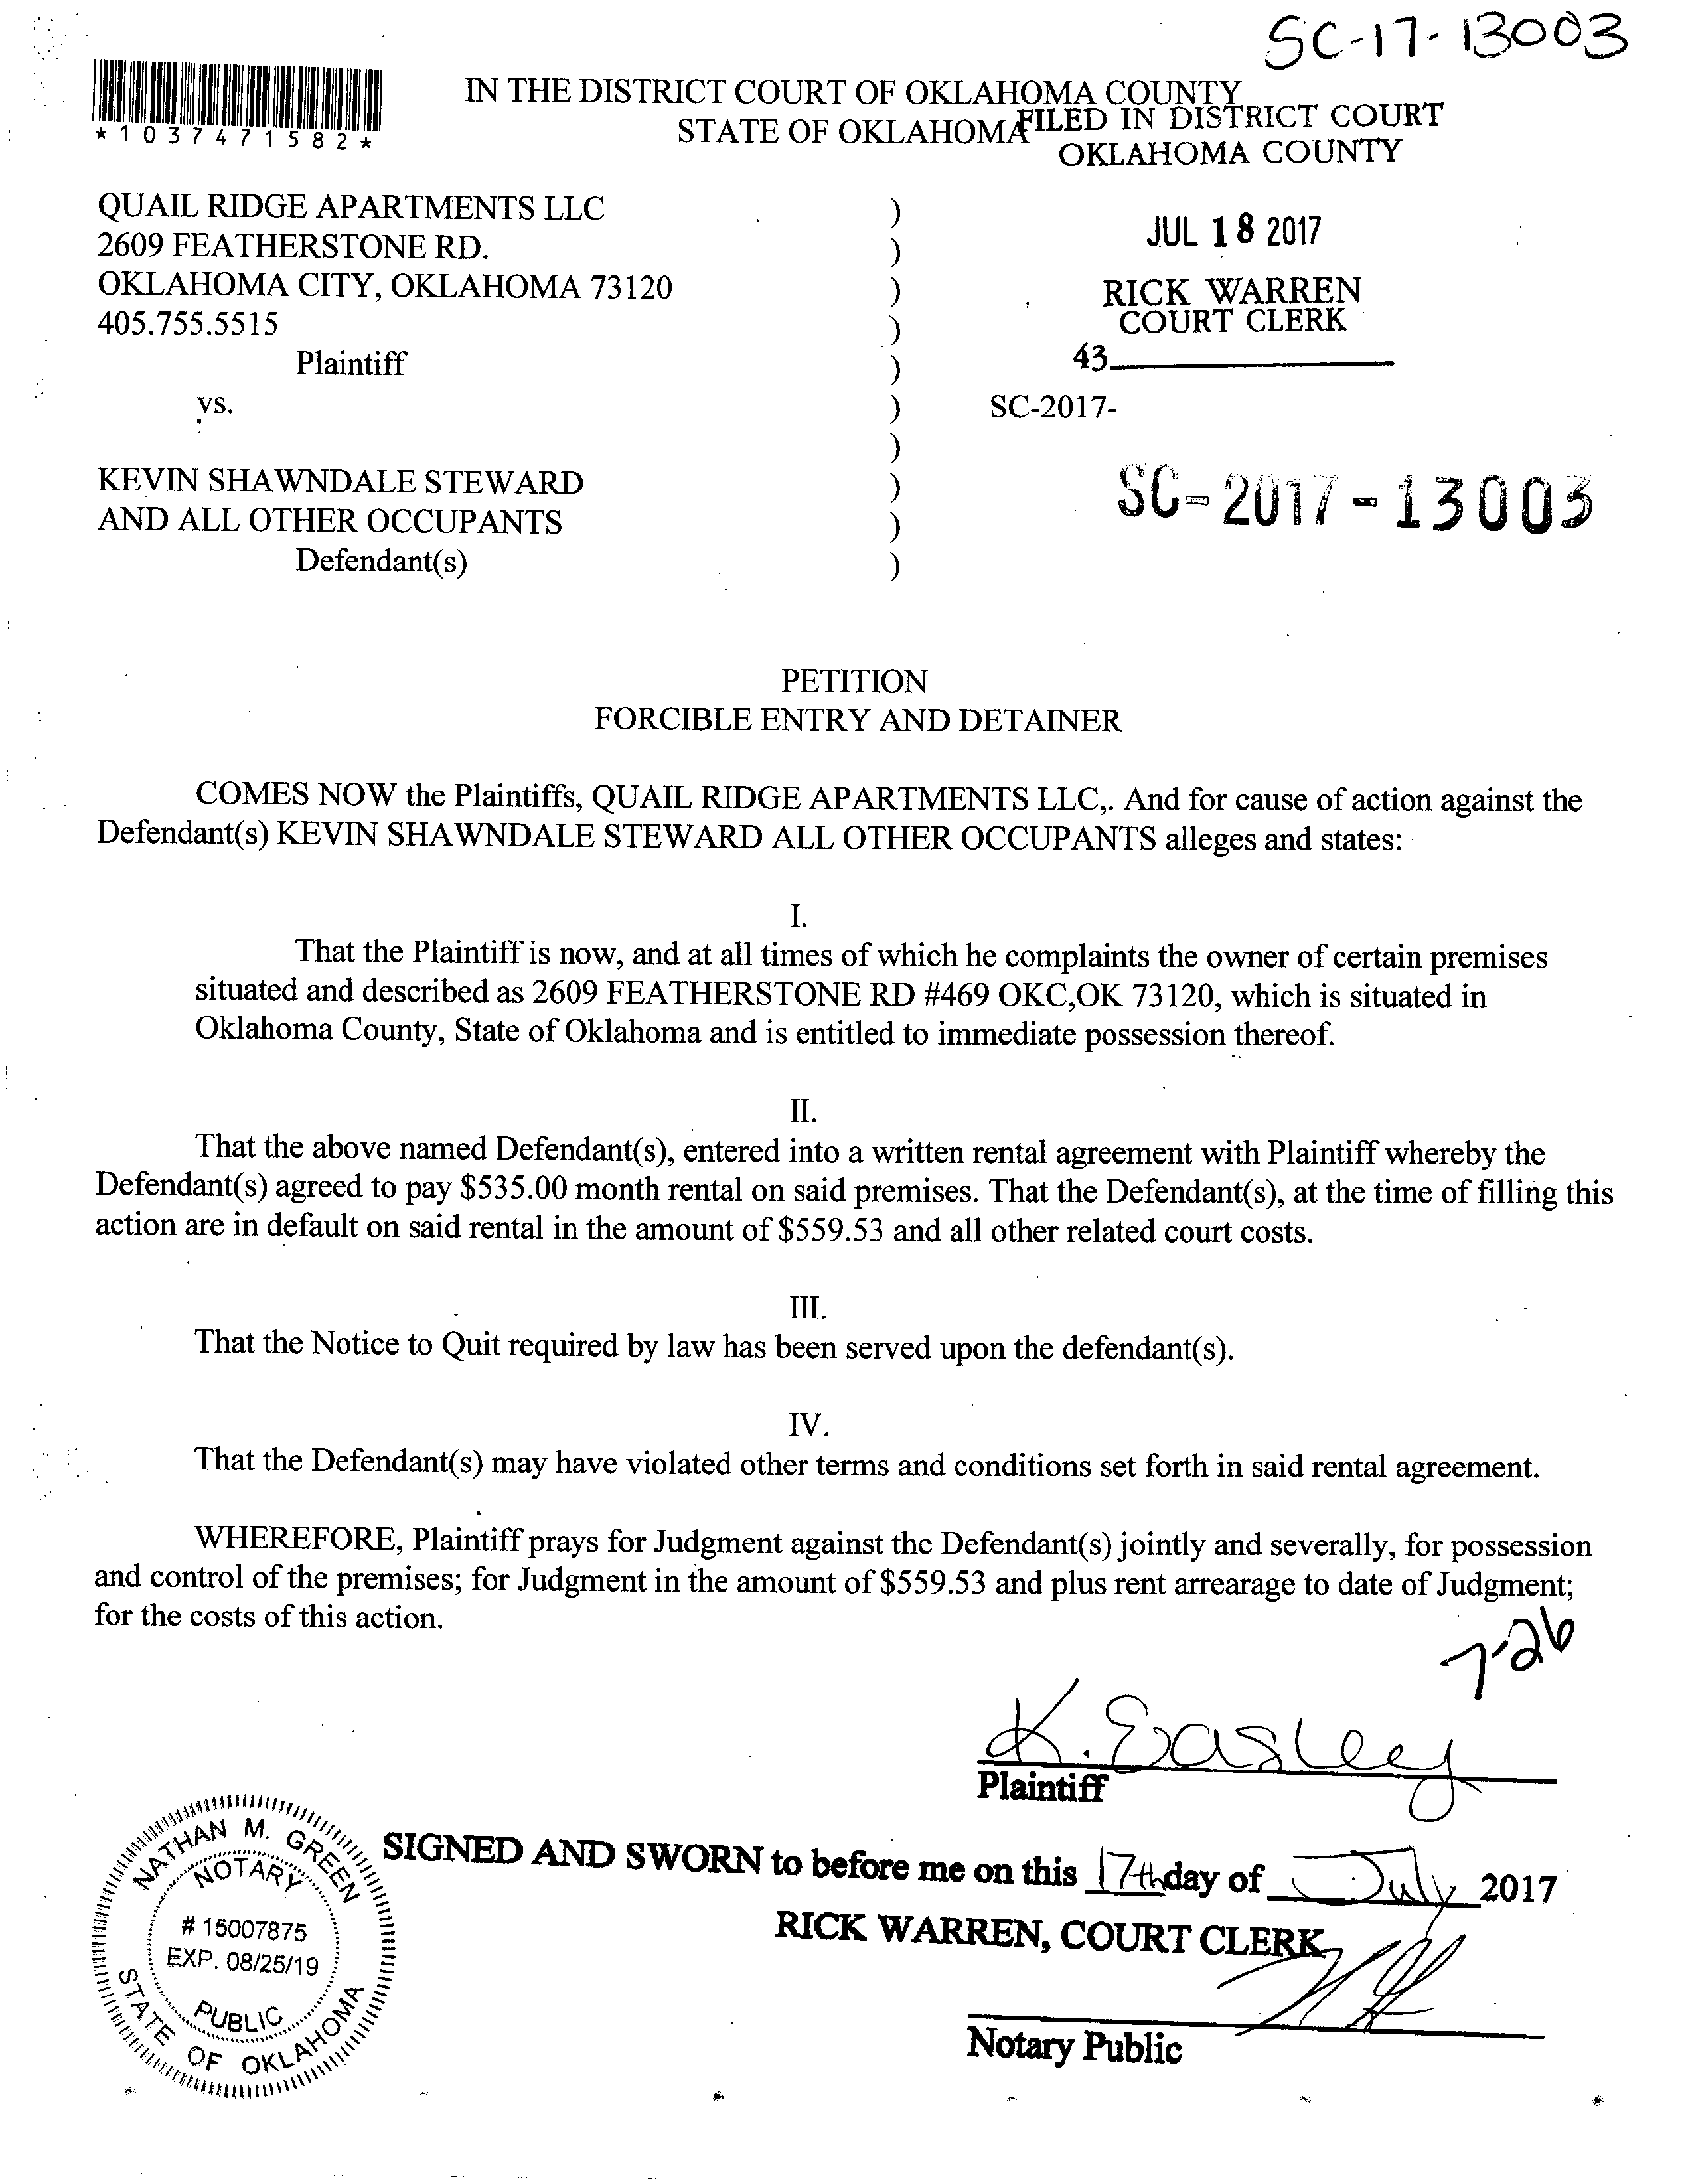 SC-17-13003
*1037471582*
IN THE DISTRICT COURT OF OKLAHOMA COUNTY
STATE OF OKLAHOMA
FILED IN DISTRICT COURT
OKLAHOMA COUNTY
QUAIL RIDGE APARTMENTS LLC )
2609 FEATHERSTONE RD. )
OKLAHOMA CITY, OKLAHOMA 73120 )
405.755.5515 )
Plaintiff )
JUL 18 2017
RICK WARREN
COURT CLERK
43
vs. ) SC-2017-
)
KEVIN SHAWNDALE STEWARD )
AND ALL OTHER OCCUPANTS )
Defendant(s) )
SC-2017-13003
PETITION
FORCIBLE ENTRY AND DETAINER
COMES NOW the Plaintiffs, QUAIL RIDGE APARTMENTS LLC,. And for cause of action against the
Defendant(s) KEVIN SHAWNDALE STEWARD ALL OTHER OCCUPANTS alleges and states:
I.
That the Plaintiff is now, and at all times of which he complaints the owner of certain premises
situated and described as 2609 FEATHERSTONE RD #469 OKC,OK 73120, which is situated in
Oklahoma County, State of Oklahoma and is entitled to immediate possession thereof.
II.
That the above named Defendant(s), entered into a written rental agreement with Plaintiff whereby the
Defendant(s) agreed to pay $535.00 month rental on said premises. That the Defendant(s), at the time of filling this
action are in default on said rental in the amount of $559.53 and all other related court costs.
III.
That the Notice to Quit required by law has been served upon the defendant(s).
IV.
That the Defendant(s) may have violated other terms and conditions set forth in said rental agreement.
WHEREFORE, Plaintiff prays for Judgment against the Defendant(s) jointly and severally, for possession
and control of the premises; for Judgment in the amount of $559.53 and plus rent arrearage to date of Judgment;
for the costs of this action.
7-26
K. Easley
Plaintiff
SIGNED AND SWORN to before me on this 17th day of July 2017
RICK WARREN, COURT CLERK
Notary Public
NATHAN M. GREEN
NOTARY
# 15007875
EXP. 08/25/19
PUBLIC
STATE OF OKLAHOMA